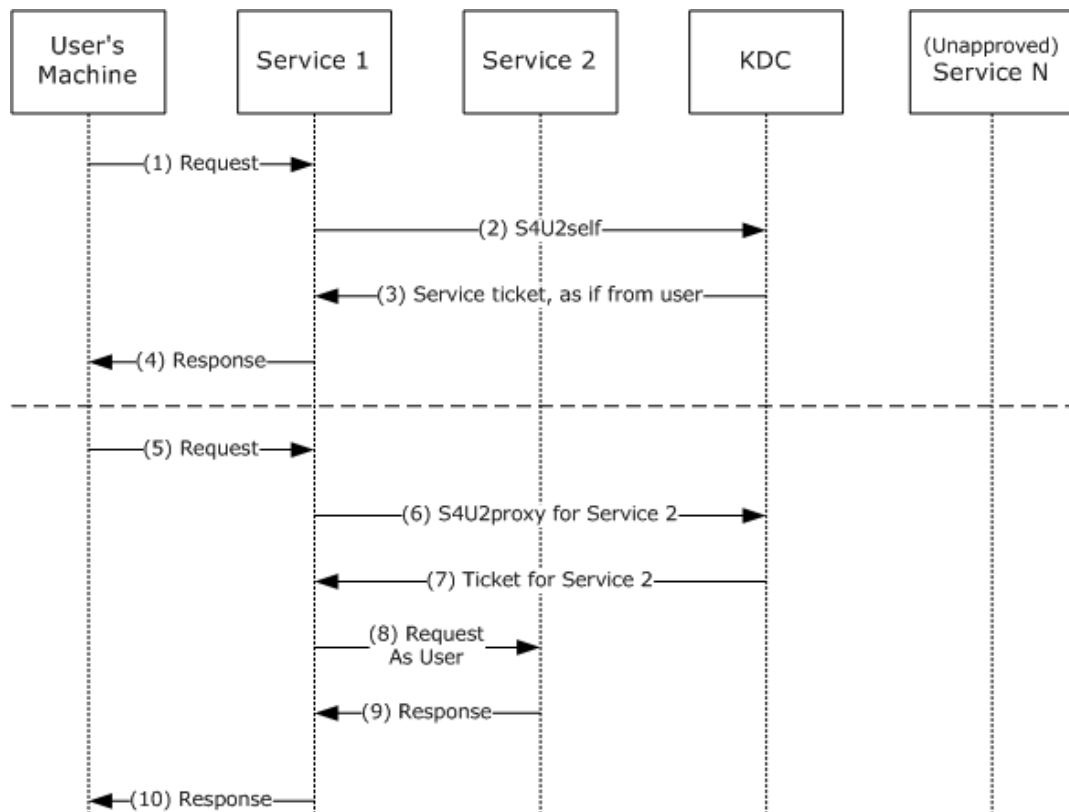 User's
Machine
Service 1
Service 2
KDC
(Unapproved)
Service N
(1) Request
(2) S4U2self
(3) Service ticket, as if from user
(4) Response
(5) Request
(6) S4U2proxy for Service 2
(7) Ticket for Service 2
(8) Request
As User
(9) Response
(10) Response